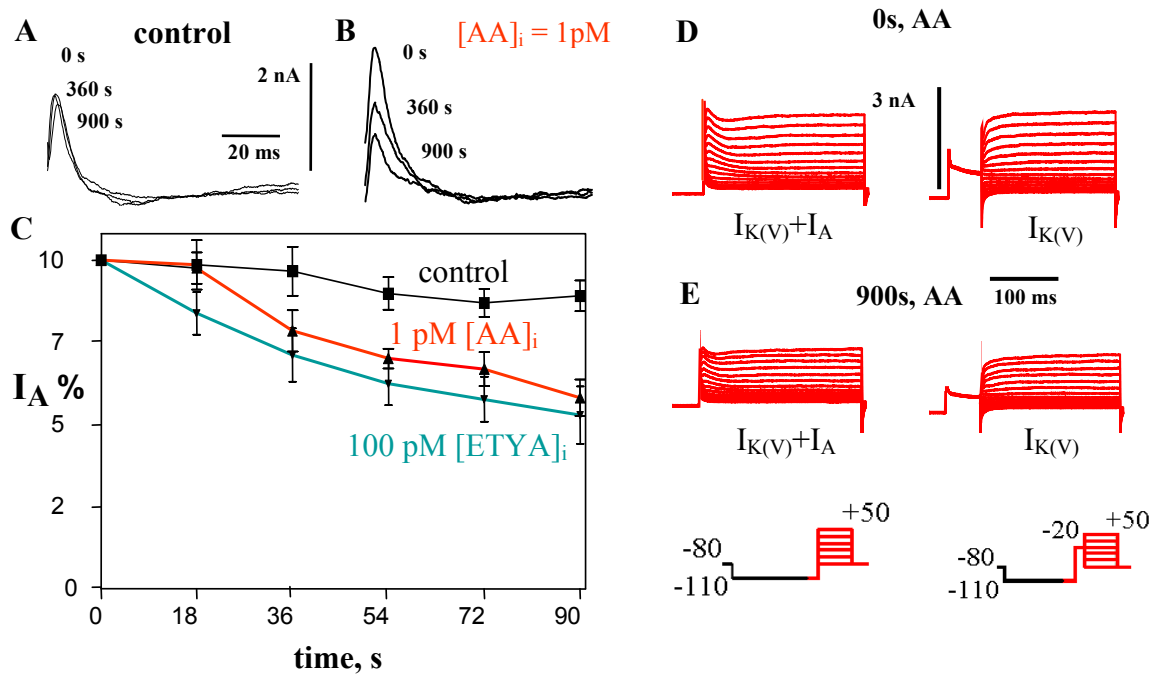 A
control
0 s
360 s
900 s
20 ms
2 nA
B
[AA]i = 1pM
0 s
360 s
900 s
C
10
7
5
2
0
IA %
control
1 pM [AA]i
100 pM [ETYA]i
0
18
36
54
72
90
time, s
D
0s, AA
3 nA
IK(V)+IA
IK(V)
E
900s, AA
100 ms
IK(V)+IA
IK(V)
+50
-80
-110
-20
+50
-80
-110